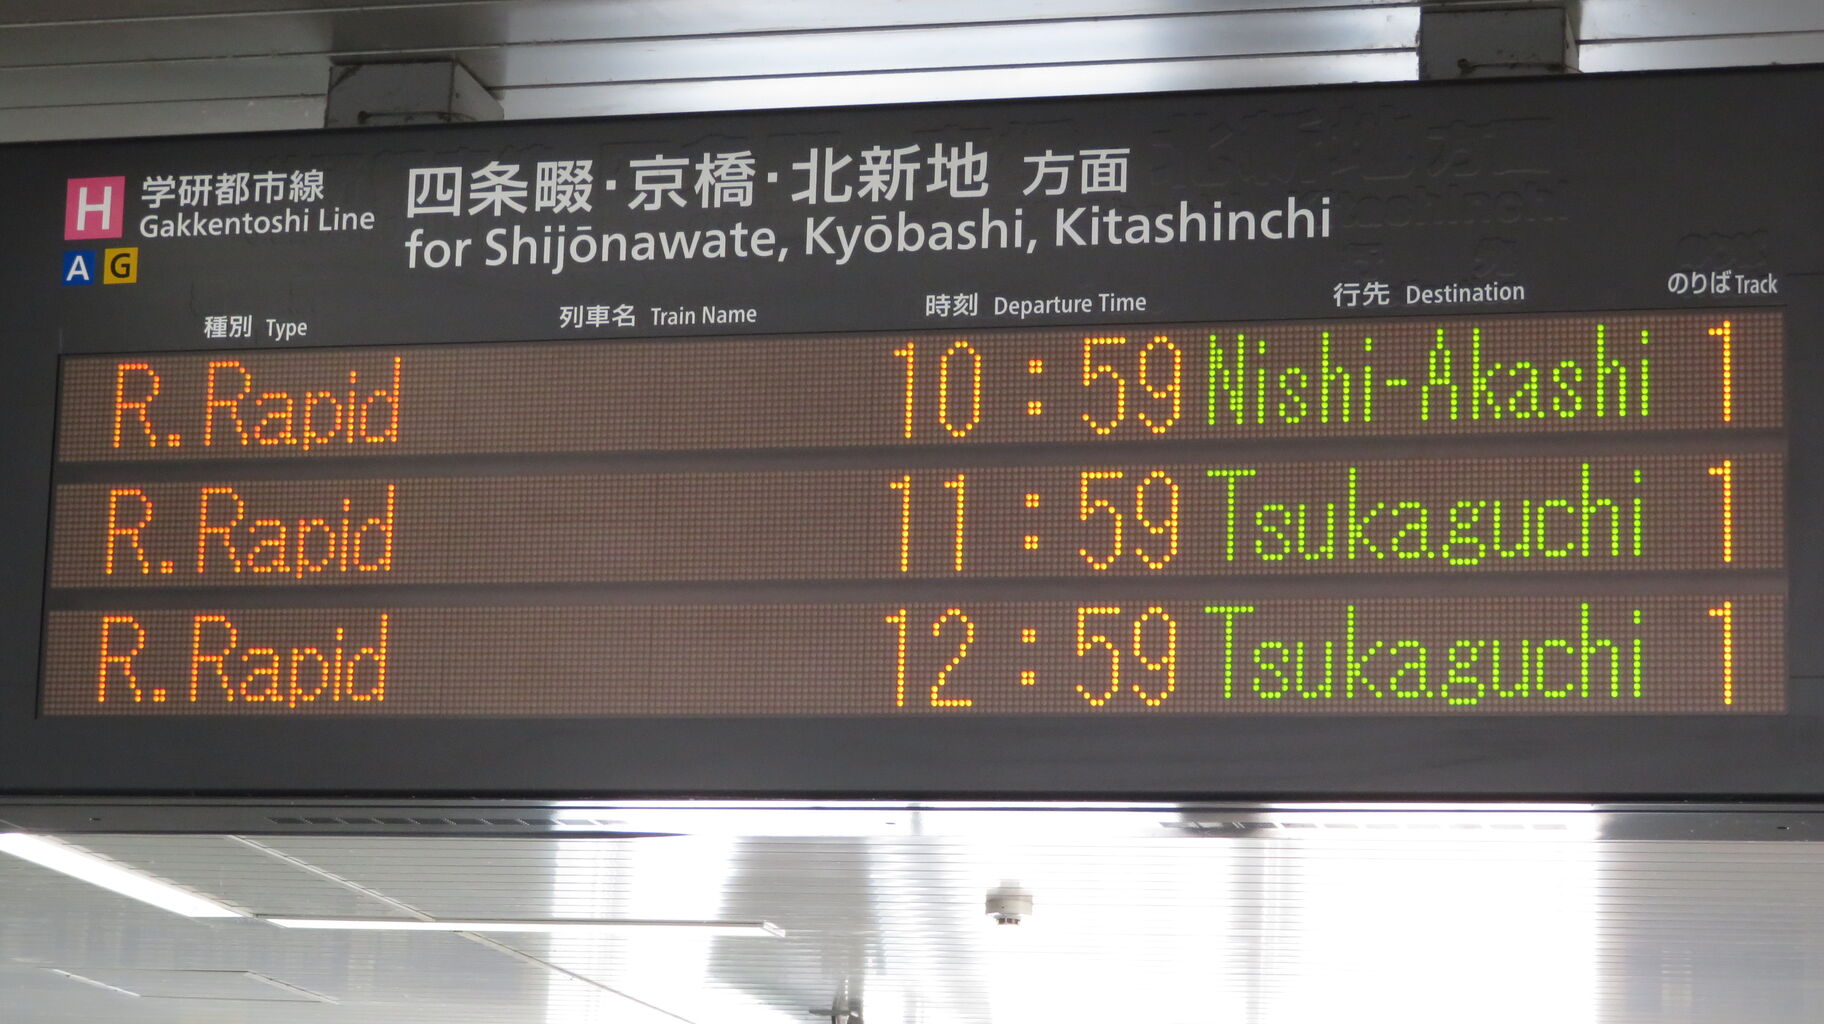 H 学研都市線 四条畷・京橋・北新地 方面
Gakkentoshi Line for Shijōnawate, Kyōbashi, Kitashinchi
A G
種別 Type 列車名 Train Name 時刻 Departure Time 行先 Destination のりば Track
R.Rapid 10:59 Nishi-Akashi 1
R.Rapid 11:59 Tsukaguchi 1
R.Rapid 12:59 Tsukaguchi 1